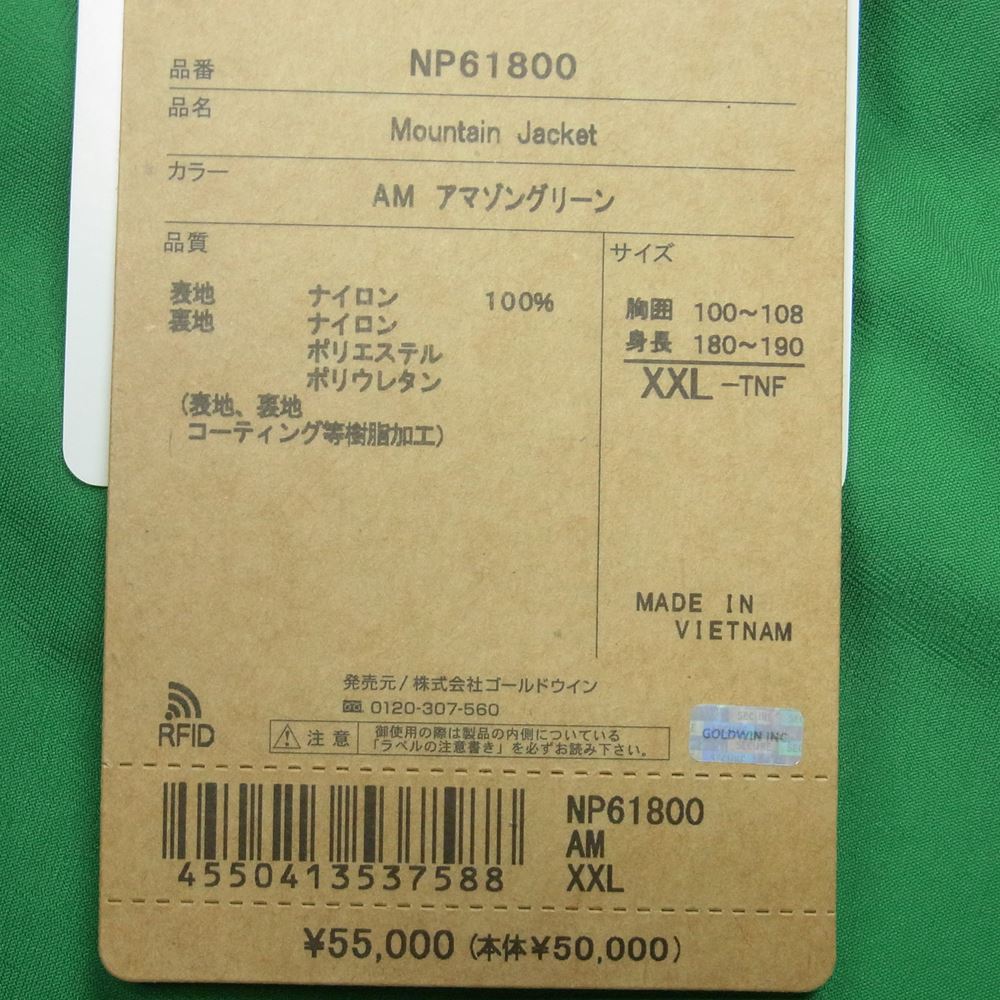 品番 NP61800
品名
Mountain Jacket
カラー
AM アマゾングリーン
品質
表地 ナイロン 100%
裏地 ナイロン
ポリエステル
ポリウレタン
(表地、裏地
コーティング等樹脂加工)
サイズ
胸囲 100～108
身長 180～190
XXL -TNF
MADE IN
VIETNAM
発売元/株式会社ゴールドウイン
0120-307-560
RFID
注意
御使用の際は製品の内側についている
「ラベルの注意書き」を必ずお読み下さい。
GOLDWIN INC
SECURE
4550413537588
NP61800
AM
XXL
¥55,000 (本体¥50,000)